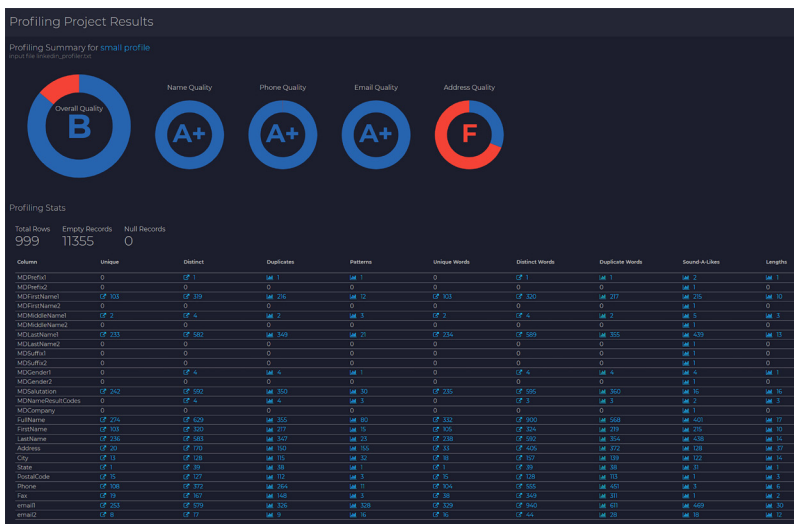 Profiling Project Results
Profiling Summary for small profile
input file linkedin_profiler.txt
Name Quality Phone Quality Email Quality Address Quality
Overall Quality
B A+ A+ A+ F
Profiling Stats
Total Rows Empty Records Null Records
999 11355 0
Column Unique Distinct Duplicates Patterns Unique Words Distinct Words Duplicate Words Sound-A-Likes Lengths
MDPrefix1 0 1 1 1 0 1 1 2 1
MDPrefix2 0 0 0 0 0 0 0 1 0
MDFirstName1 103 319 216 12 103 320 217 215 10
MDFirstName2 0 0 0 0 0 0 0 1 0
MDMiddleName1 2 4 2 3 2 4 2 5 3
MDMiddleName2 0 0 0 0 0 0 0 1 0
MDLastName1 233 582 349 21 234 589 355 439 13
MDLastName2 0 0 0 0 0 0 0 1 0
MDSuffix1 0 0 0 0 0 0 0 1 0
MDSuffix2 0 0 0 0 0 0 0 1 0
MDGender1 0 4 4 1 0 4 4 4 1
MDGender2 0 0 0 0 0 0 0 1 0
MDSalutation 242 592 350 30 235 595 360 16 16
MDNameResultCodes 0 4 4 3 0 3 3 2 3
MDCompany 0 0 0 0 0 0 0 1 0
FullName 274 629 355 80 332 900 568 401 17
FirstName 103 320 217 15 105 324 219 215 10
LastName 236 583 347 23 238 592 354 438 14
Address 20 170 150 155 33 405 372 128 37
City 13 128 115 32 18 157 139 122 14
State 1 39 38 1 1 39 38 31 1
PostalCode 15 127 112 3 15 128 113 1 3
Phone 108 372 264 11 104 555 451 3 6
Fax 19 167 148 3 38 349 311 1 2
email1 253 579 326 328 329 940 611 469 30
email2 8 17 9 16 16 44 28 18 12